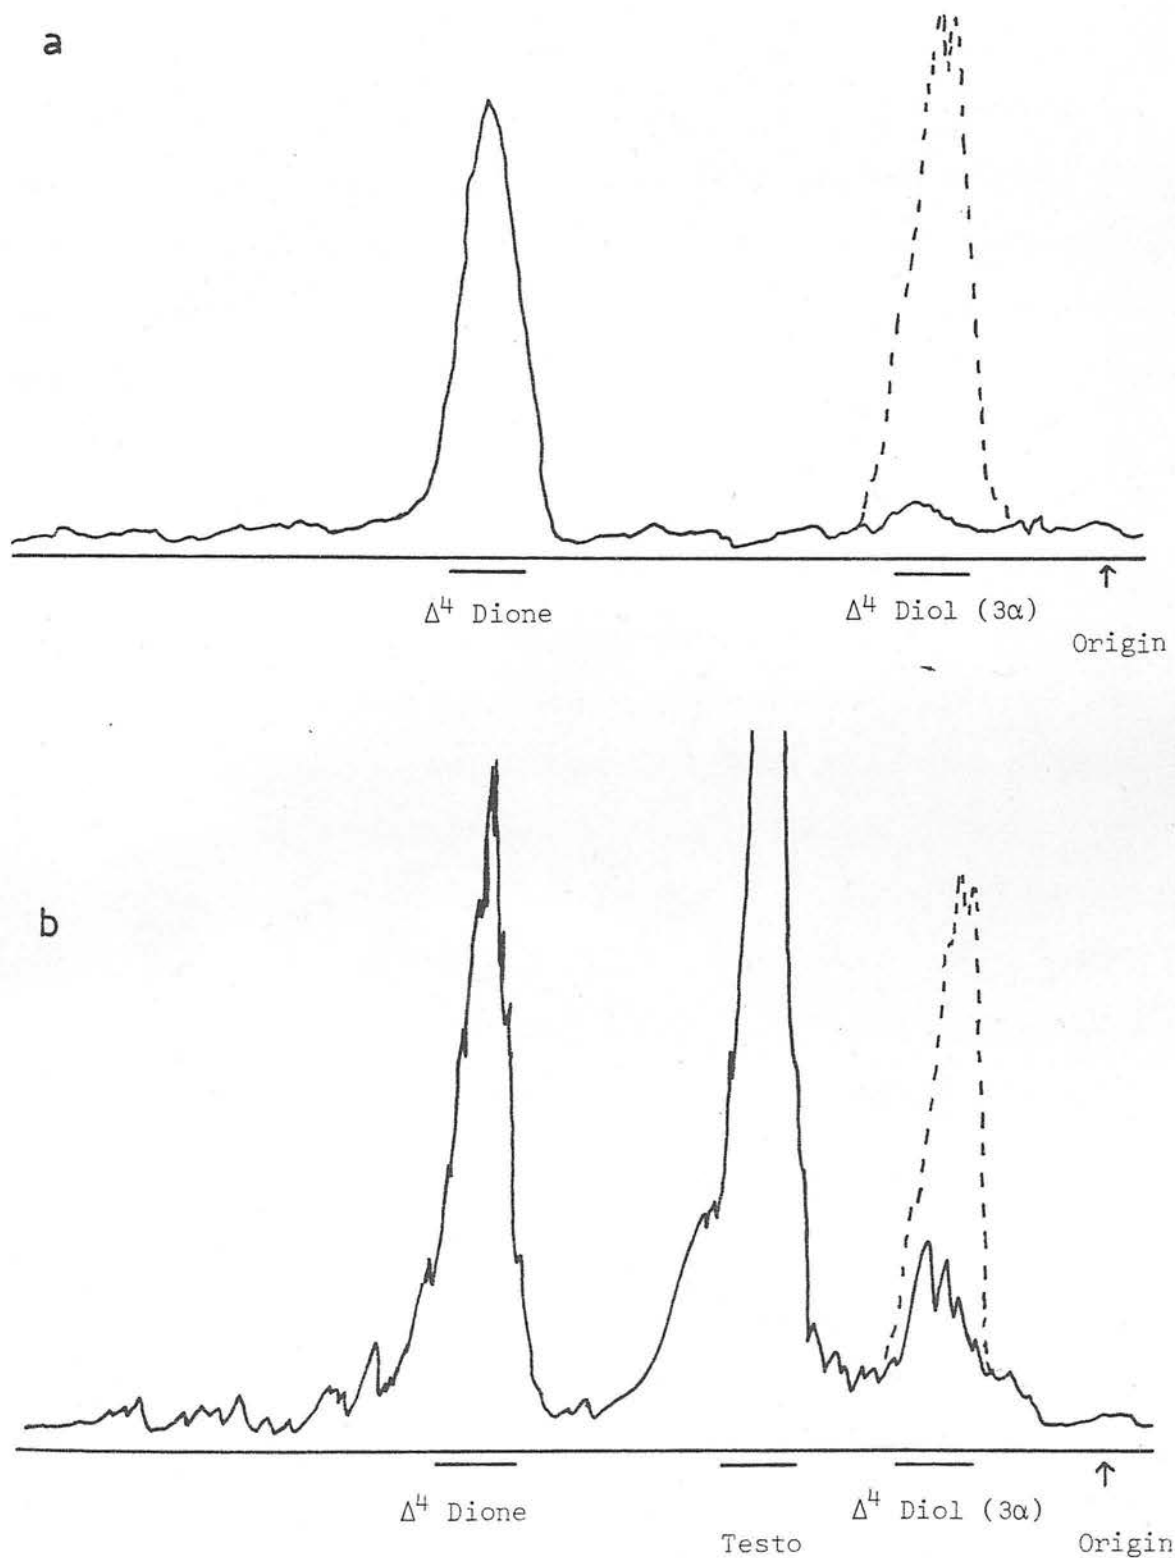 a
Δ⁴ Dione
Δ⁴ Diol (3α)
↑
Origin
b
Δ⁴ Dione
Δ⁴ Diol (3α)
↑
Testo
Origin